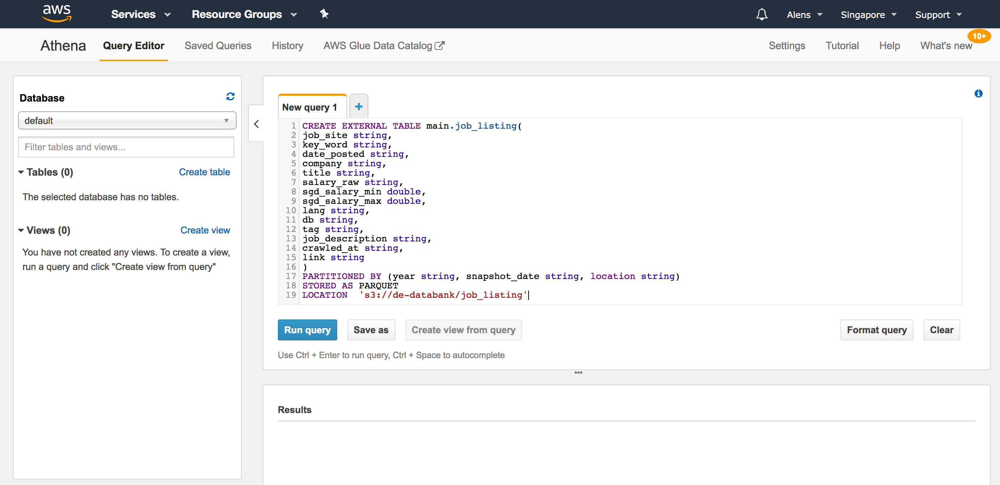 aws Services Resource Groups Alens Singapore Support
Athena Query Editor Saved Queries History AWS Glue Data Catalog Settings Tutorial Help What's new 10+
Database
default
Filter tables and views...
Tables (0) Create table
The selected database has no tables.
Views (0) Create view
You have not created any views. To create a view,
run a query and click "Create view from query"
New query 1 +
1 CREATE EXTERNAL TABLE main.job_listing(
2 job_site string,
3 key_word string,
4 date_posted string,
5 company string,
6 title string,
7 salary_raw string,
8 sgd_salary_min double,
9 sgd_salary_max double,
10 lang string,
11 db string,
12 tag string,
13 job_description string,
14 crawled_at string,
15 link string
16 )
17 PARTITIONED BY (year string, snapshot_date string, location string)
18 STORED AS PARQUET
19 LOCATION  's3://de-databank/job_listing'
Run query Save as Create view from query Format query Clear
Use Ctrl + Enter to run query, Ctrl + Space to autocomplete
Results